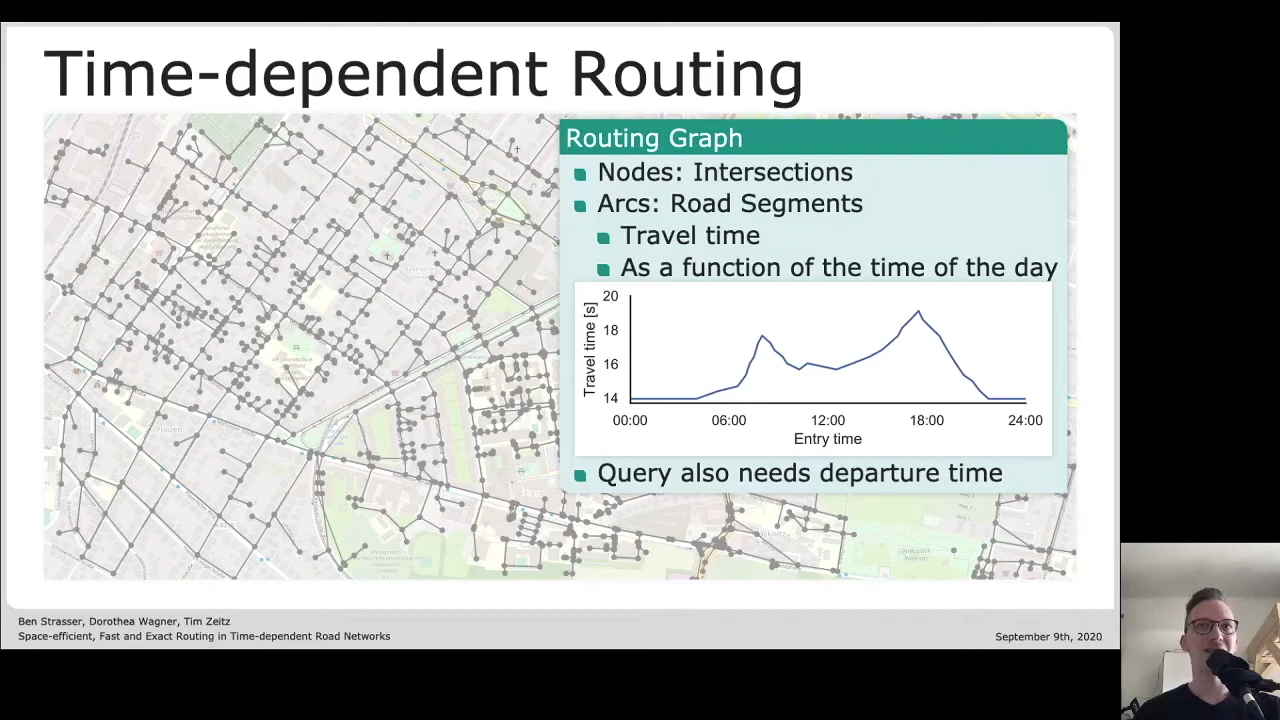 Time-dependent Routing
Routing Graph
Nodes: Intersections
Arcs: Road Segments
Travel time
As a function of the time of the day
Travel time [s]
20
18
16
14
00:00 06:00 12:00 18:00 24:00
Entry time
Query also needs departure time
Ben Strasser, Dorothea Wagner, Tim Zeitz
Space-efficient, Fast and Exact Routing in Time-dependent Road Networks
September 9th, 2020